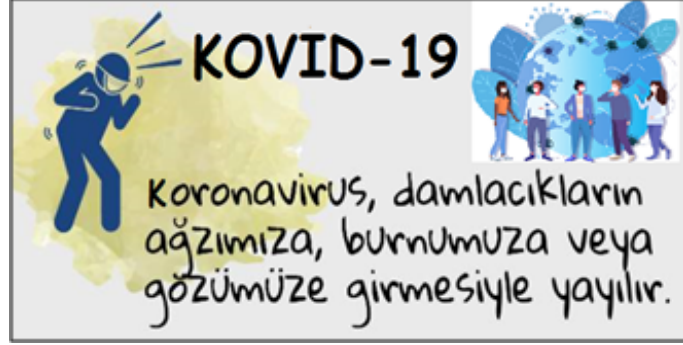 KOVID-19
Koronavirus, damlacıkların
ağzımıza, burnumuza veya
gözümüze girmesiyle yayılır.